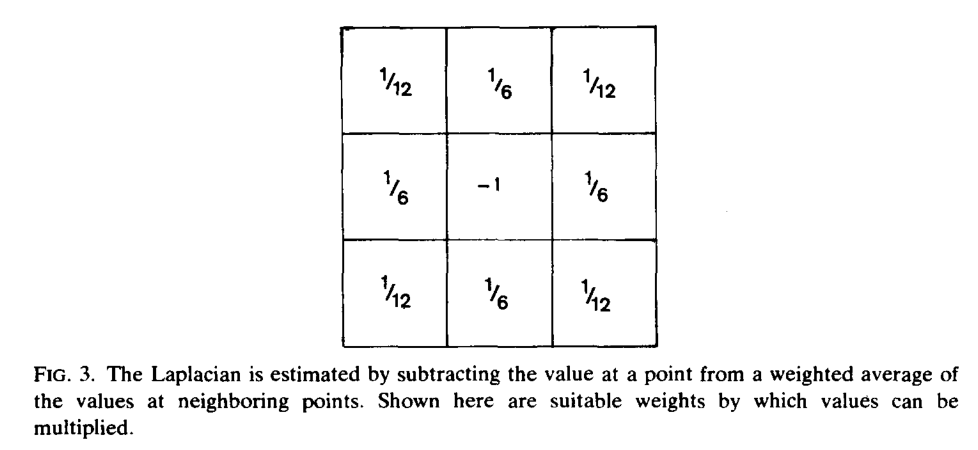 1/12 1/6 1/12
1/6 -1 1/6
1/12 1/6 1/12
FIG. 3. The Laplacian is estimated by subtracting the value at a point from a weighted average of
the values at neighboring points. Shown here are suitable weights by which values can be
multiplied.